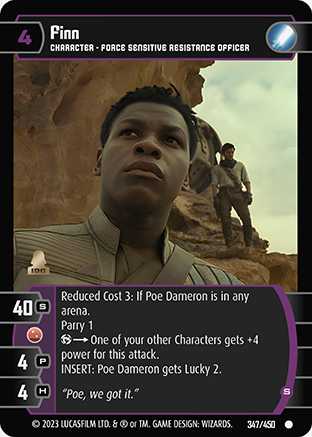 4
Finn
CHARACTER - FORCE SENSITIVE RESISTANCE OFFICER
100
40 S
4 P
4 H
Reduced Cost 3: If Poe Dameron is in any
arena.
Parry 1
→ One of your other Characters gets +4
power for this attack.
INSERT: Poe Dameron gets Lucky 2.
"Poe, we got it."
S
© 2023 LUCASFILM LTD. & ® or TM. GAME DESIGN: WIZARDS. 347/450